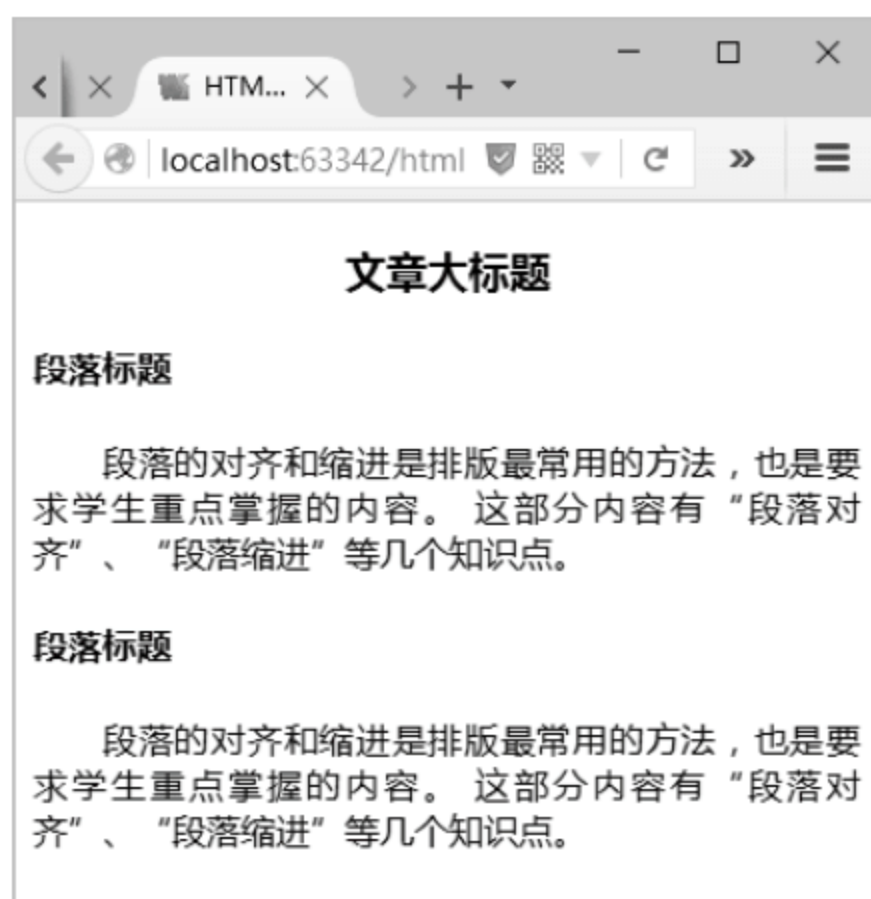 HTM...
localhost:63342/html
文章大标题
段落标题
段落的对齐和缩进是排版最常用的方法，也是要
求学生重点掌握的内容。 这部分内容有“段落对
齐”、“段落缩进”等几个知识点。
段落标题
段落的对齐和缩进是排版最常用的方法，也是要
求学生重点掌握的内容。 这部分内容有“段落对
齐”、“段落缩进”等几个知识点。